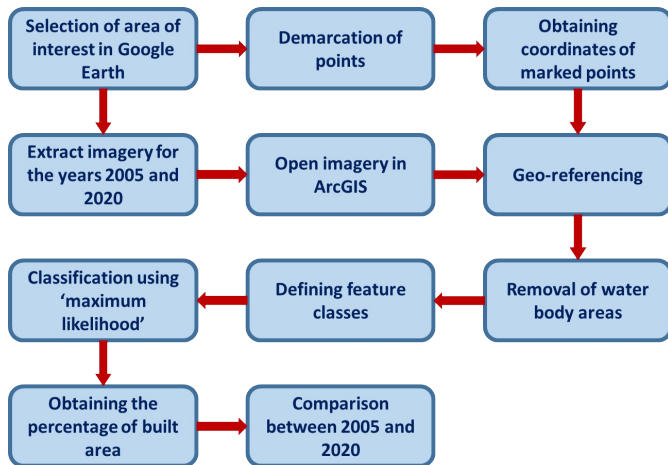 Selection of area of
interest in Google
Earth
Demarcation of
points
Obtaining
coordinates of
marked points
Extract imagery for
the years 2005 and
2020
Open imagery in
ArcGIS
Geo-referencing
Classification using
‘maximum
likelihood’
Defining feature
classes
Removal of water
body areas
Obtaining the
percentage of built
area
Comparison
between 2005 and
2020